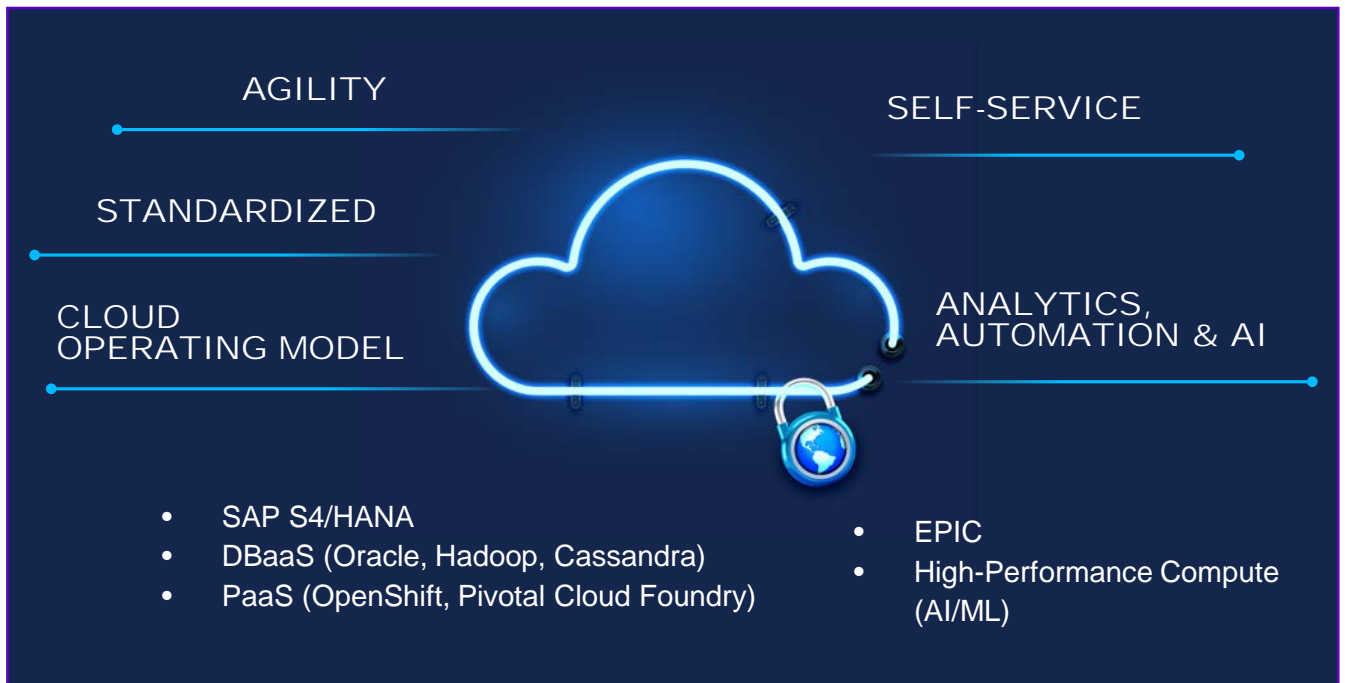 AGILITY
SELF-SERVICE
STANDARDIZED
CLOUD
OPERATING MODEL
ANALYTICS,
AUTOMATION & AI
• SAP S4/HANA
• DBaaS (Oracle, Hadoop, Cassandra)
• PaaS (OpenShift, Pivotal Cloud Foundry)
• EPIC
• High-Performance Compute
(AI/ML)